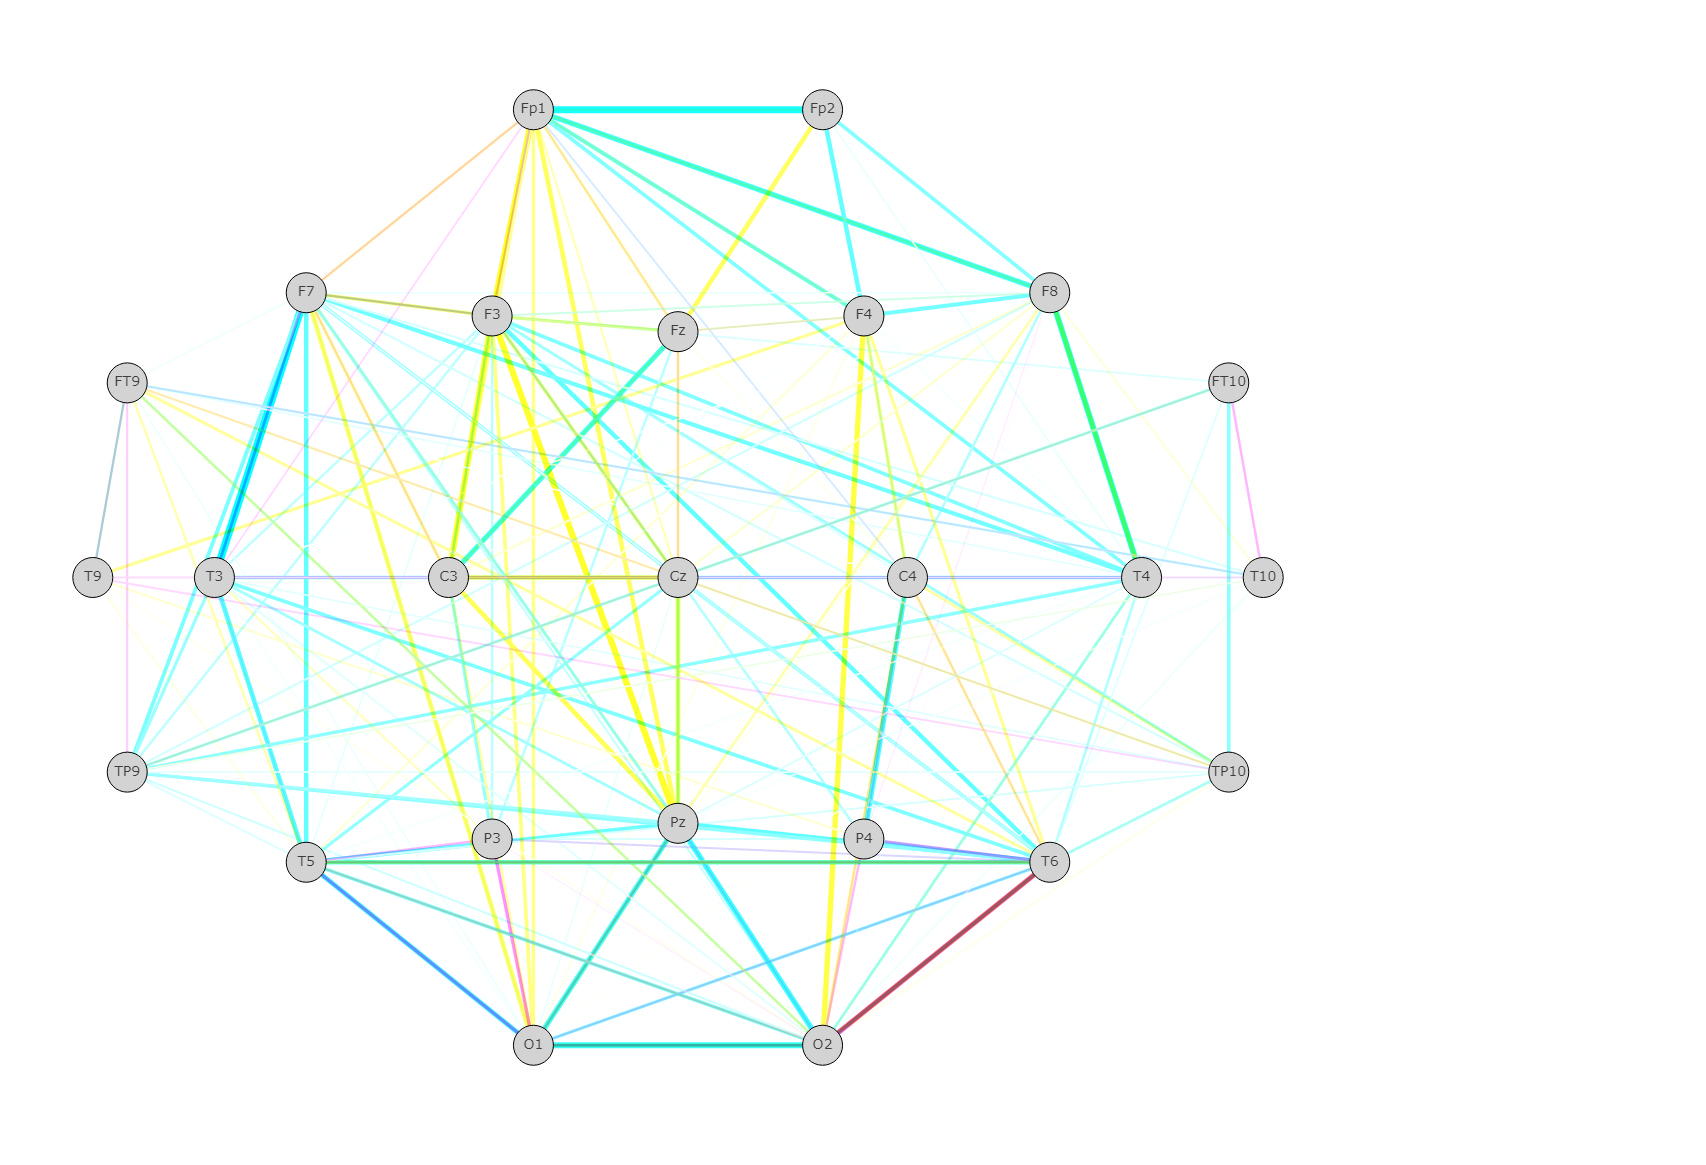 Fp1 Fp2
F7 F3 Fz F4 F8
FT9 FT10
T9 T3 C3 Cz C4 T4 T10
TP9 TP10
T5 P3 Pz P4 T6
O1 O2